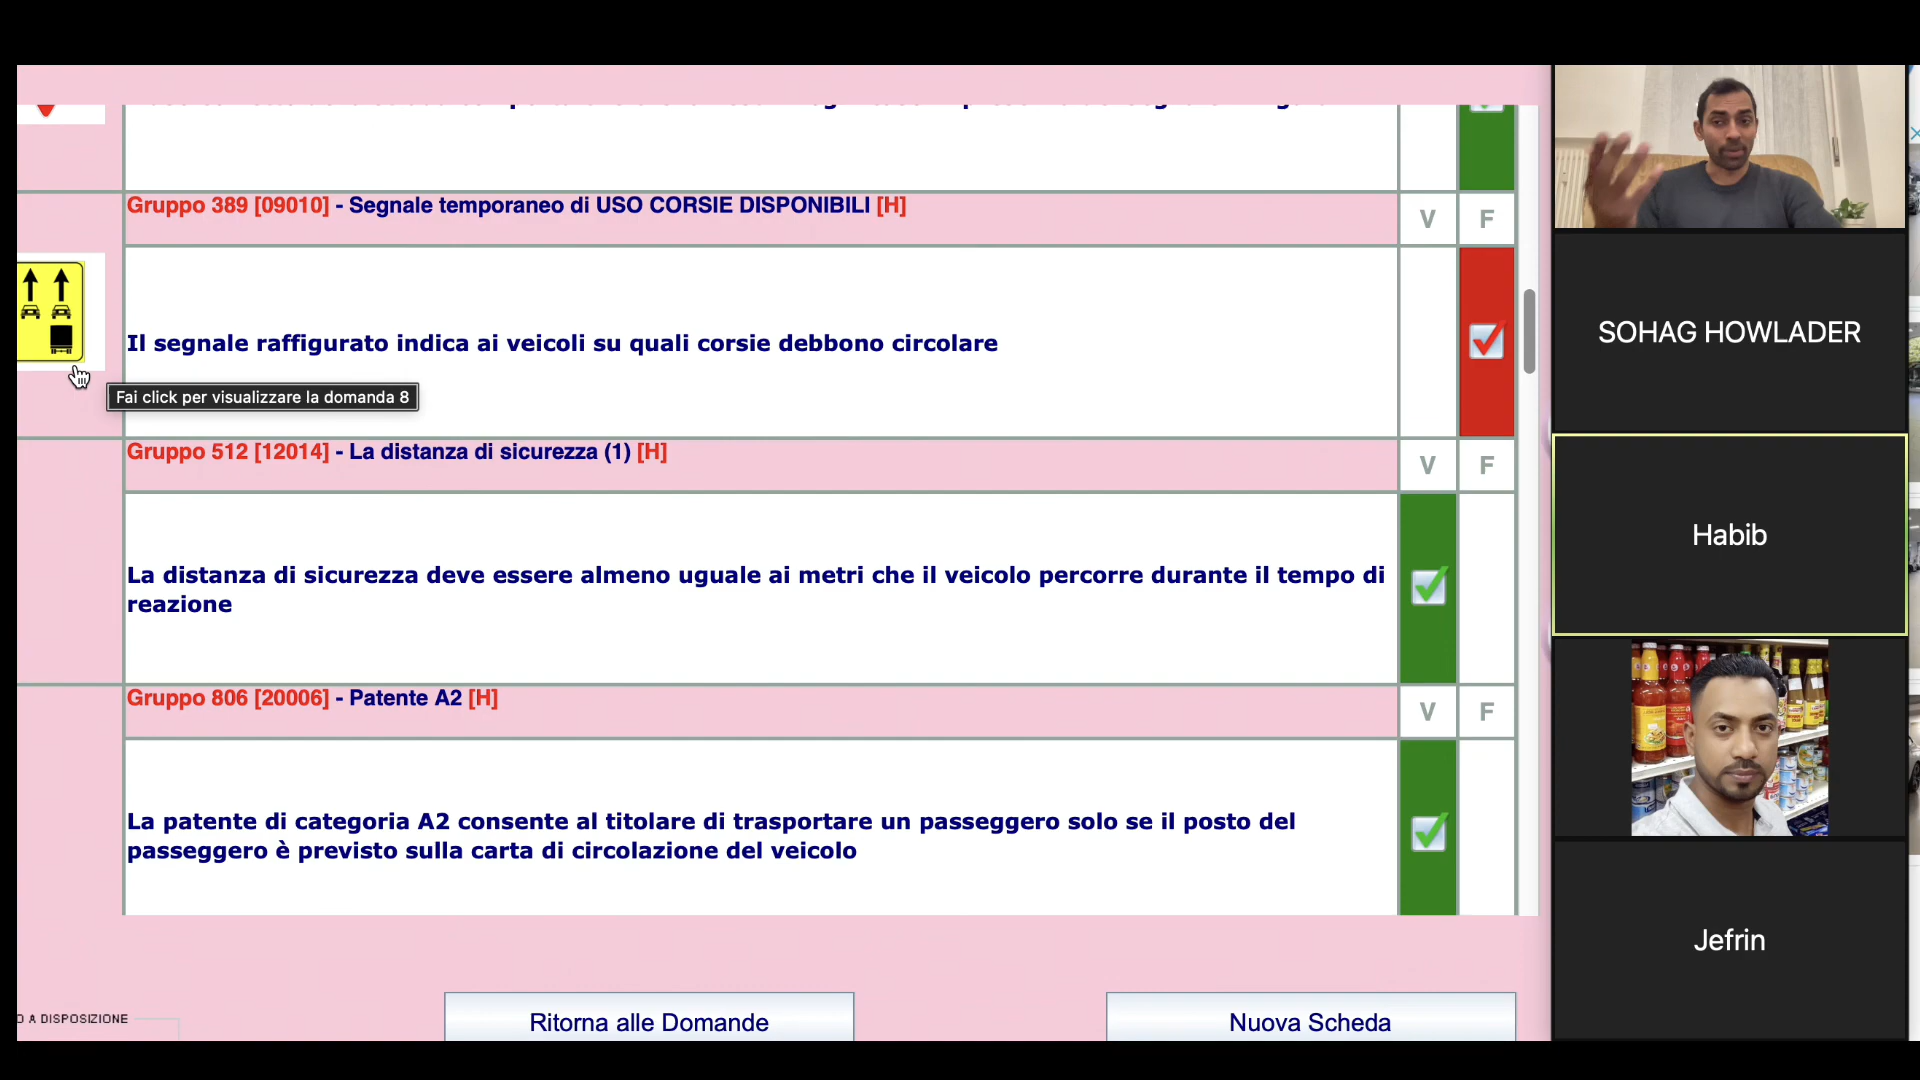 Gruppo 389 [09010] - Segnale temporaneo di USO CORSIE DISPONIBILI [H]
V F
Il segnale raffigurato indica ai veicoli su quali corsie debbono circolare
Fai click per visualizzare la domanda 8
Gruppo 512 [12014] - La distanza di sicurezza (1) [H]
V F
La distanza di sicurezza deve essere almeno uguale ai metri che il veicolo percorre durante il tempo di
reazione
Gruppo 806 [20006] - Patente A2 [H]
V F
La patente di categoria A2 consente al titolare di trasportare un passeggero solo se il posto del
passeggero è previsto sulla carta di circolazione del veicolo
A DISPOSIZIONE
Ritorna alle Domande
Nuova Scheda
SOHAG HOWLADER
Habib
Jefrin